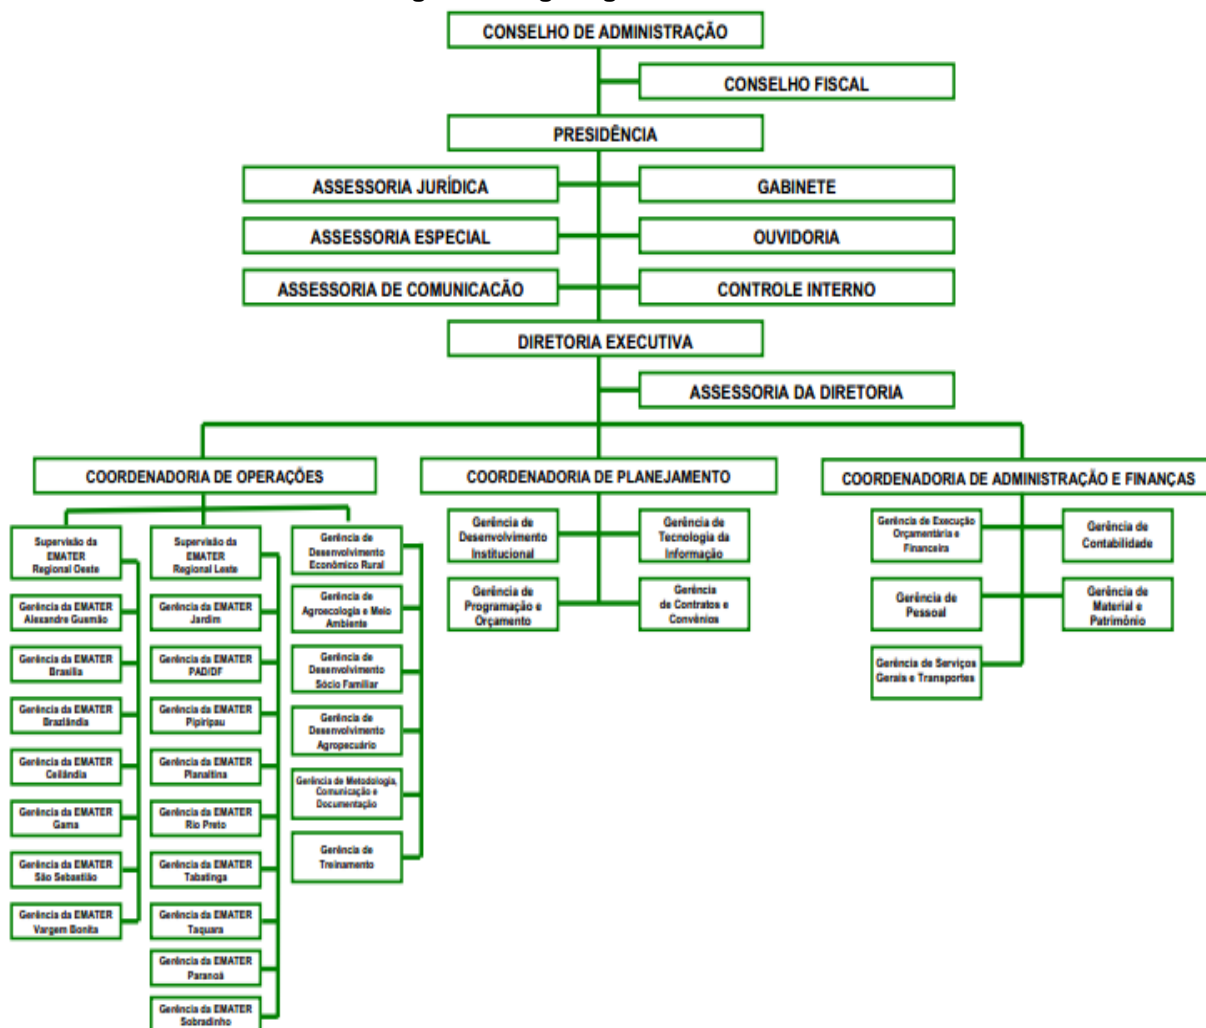 CONSELHO DE ADMINISTRAÇÃO
CONSELHO FISCAL
PRESIDÊNCIA
ASSESSORIA JURÍDICA
GABINETE
ASSESSORIA ESPECIAL
OUVIDORIA
ASSESSORIA DE COMUNICACÃO
CONTROLE INTERNO
DIRETORIA EXECUTIVA
ASSESSORIA DA DIRETORIA
COORDENADORIA DE OPERAÇÕES
COORDENADORIA DE PLANEJAMENTO
COORDENADORIA DE ADMINISTRAÇÃO E FINANÇAS
Supervisão da
EMATER
Regional Oeste
Gerência da EMATER
Alexandre Gusmão
Gerência da EMATER
Brasília
Gerência da EMATER
Brazlândia
Gerência da EMATER
Ceilândia
Gerência da EMATER
Gama
Gerência da EMATER
São Sebastião
Gerência da EMATER
Vargem Bonita
Supervisão da
EMATER
Regional Leste
Gerência da EMATER
Jardim
Gerência da EMATER
PAD/DF
Gerência da EMATER
Pipiripau
Gerência da EMATER
Planaltina
Gerência da EMATER
Rio Preto
Gerência da EMATER
Tabatinga
Gerência da EMATER
Taquara
Gerência da EMATER
Paranoá
Gerência da EMATER
Sobradinho
Gerência de
Desenvolvimento
Econômico Rural
Gerência de
Agroecologia e Meio
Ambiente
Gerência de
Desenvolvimento
Sócio Familiar
Gerência de
Desenvolvimento
Agropecuário
Gerência de Metodologia,
Comunicação e
Documentação
Gerência de
Treinamento
Gerência de
Desenvolvimento
Institucional
Gerência de
Tecnologia da
Informação
Gerência de
Programação e
Orçamento
Gerência
de Contratos e
Convênios
Gerência de Execução
Orçamentária e
Financeira
Gerência de
Contabilidade
Gerência de
Pessoal
Gerência de
Material e
Patrimônio
Gerência de Serviços
Gerais e Transportes